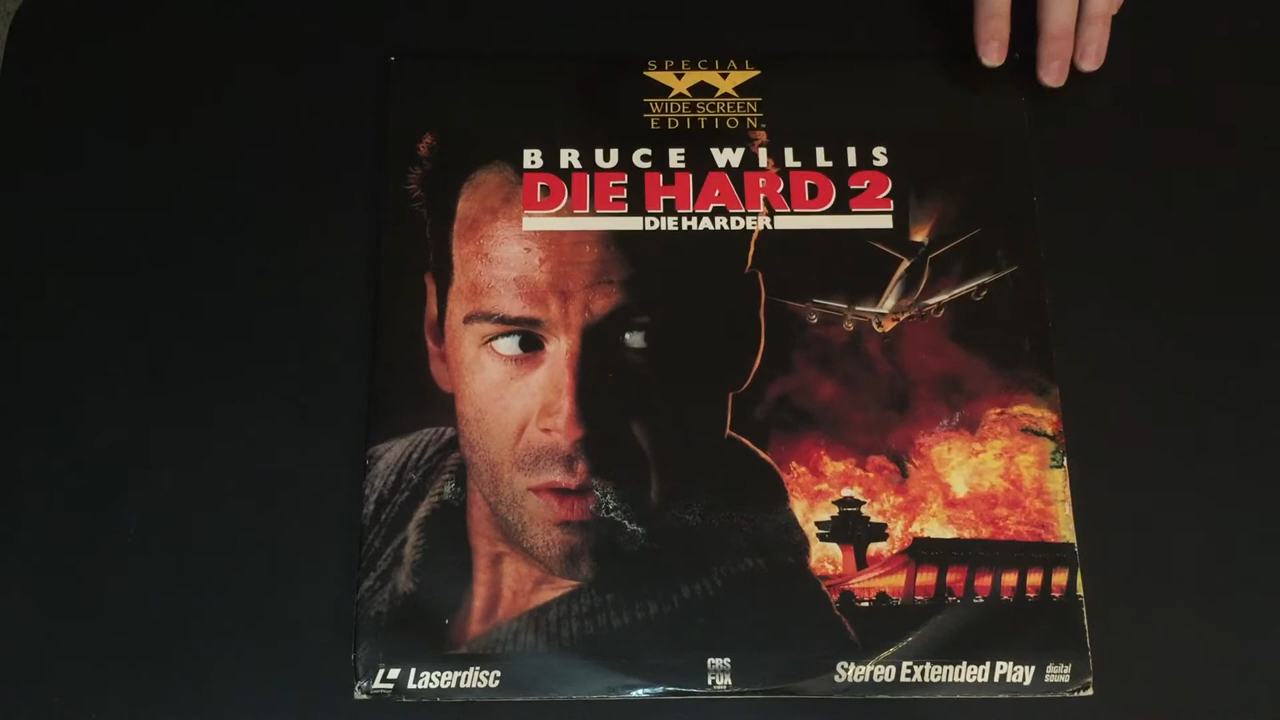 SPECIAL
WIDE SCREEN
EDITION
BRUCE WILLIS
DIE HARD 2
DIE HARDER
Laserdisc
CBS
FOX
VIDEO
Stereo Extended Play
digital
SOUND